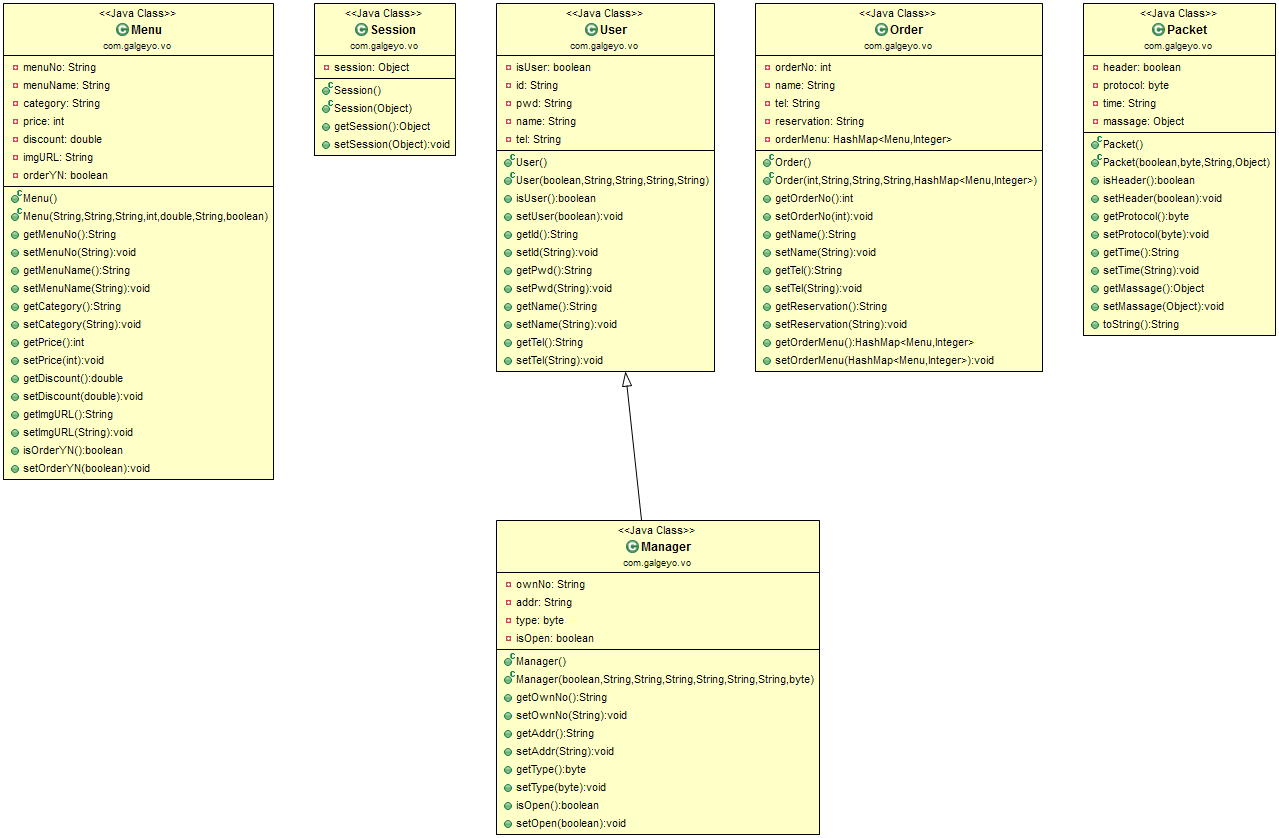 <<Java Class>>
Menu
com.galgeyo.vo
menuNo: String
menuName: String
category: String
price: int
discount: double
imgURL: String
orderYN: boolean
Menu()
Menu(String,String,String,int,double,String,boolean)
getMenuNo():String
setMenuNo(String):void
getMenuName():String
setMenuName(String):void
getCategory():String
setCategory(String):void
getPrice():int
setPrice(int):void
getDiscount():double
setDiscount(double):void
getImgURL():String
setImgURL(String):void
isOrderYN():boolean
setOrderYN(boolean):void
<<Java Class>>
Session
com.galgeyo.vo
session: Object
Session()
Session(Object)
getSession():Object
setSession(Object):void
<<Java Class>>
User
com.galgeyo.vo
isUser: boolean
id: String
pwd: String
name: String
tel: String
User()
User(boolean,String,String,String,String)
isUser():boolean
setUser(boolean):void
getId():String
setId(String):void
getPwd():String
setPwd(String):void
getName():String
setName(String):void
getTel():String
setTel(String):void
<<Java Class>>
Order
com.galgeyo.vo
orderNo: int
name: String
tel: String
reservation: String
orderMenu: HashMap<Menu,Integer>
Order()
Order(int,String,String,String,HashMap<Menu,Integer>)
getOrderNo():int
setOrderNo(int):void
getName():String
setName(String):void
getTel():String
setTel(String):void
getReservation():String
setReservation(String):void
getOrderMenu():HashMap<Menu,Integer>
setOrderMenu(HashMap<Menu,Integer>):void
<<Java Class>>
Packet
com.galgeyo.vo
header: boolean
protocol: byte
time: String
massage: Object
Packet()
Packet(boolean,byte,String,Object)
isHeader():boolean
setHeader(boolean):void
getProtocol():byte
setProtocol(byte):void
getTime():String
setTime(String):void
getMassage():Object
setMassage(Object):void
toString():String
<<Java Class>>
Manager
com.galgeyo.vo
ownNo: String
addr: String
type: byte
isOpen: boolean
Manager()
Manager(boolean,String,String,String,String,String,String,byte)
getOwnNo():String
setOwnNo(String):void
getAddr():String
setAddr(String):void
getType():byte
setType(byte):void
isOpen():boolean
setOpen(boolean):void